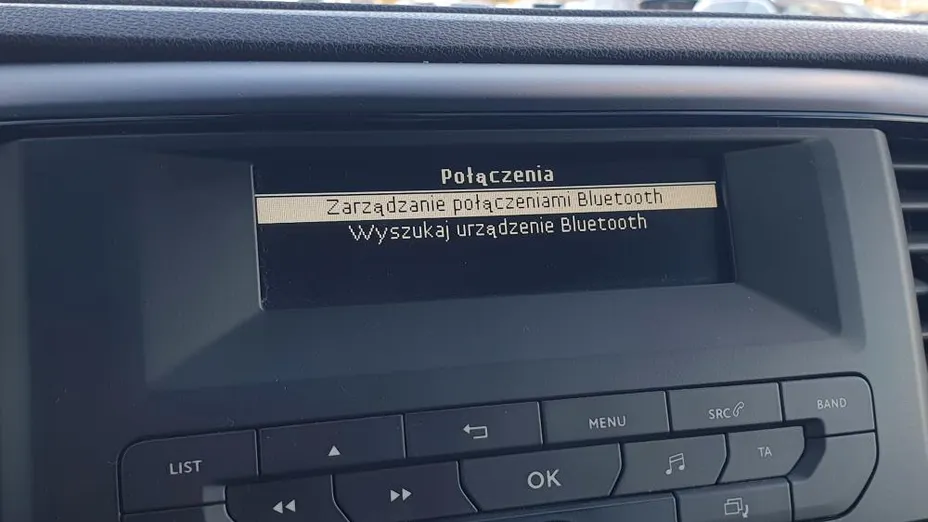 Połączenia
Zarządzanie połączeniami Bluetooth
Wyszukaj urządzenie Bluetooth
MENU
SRC
BAND
LIST
OK
TA